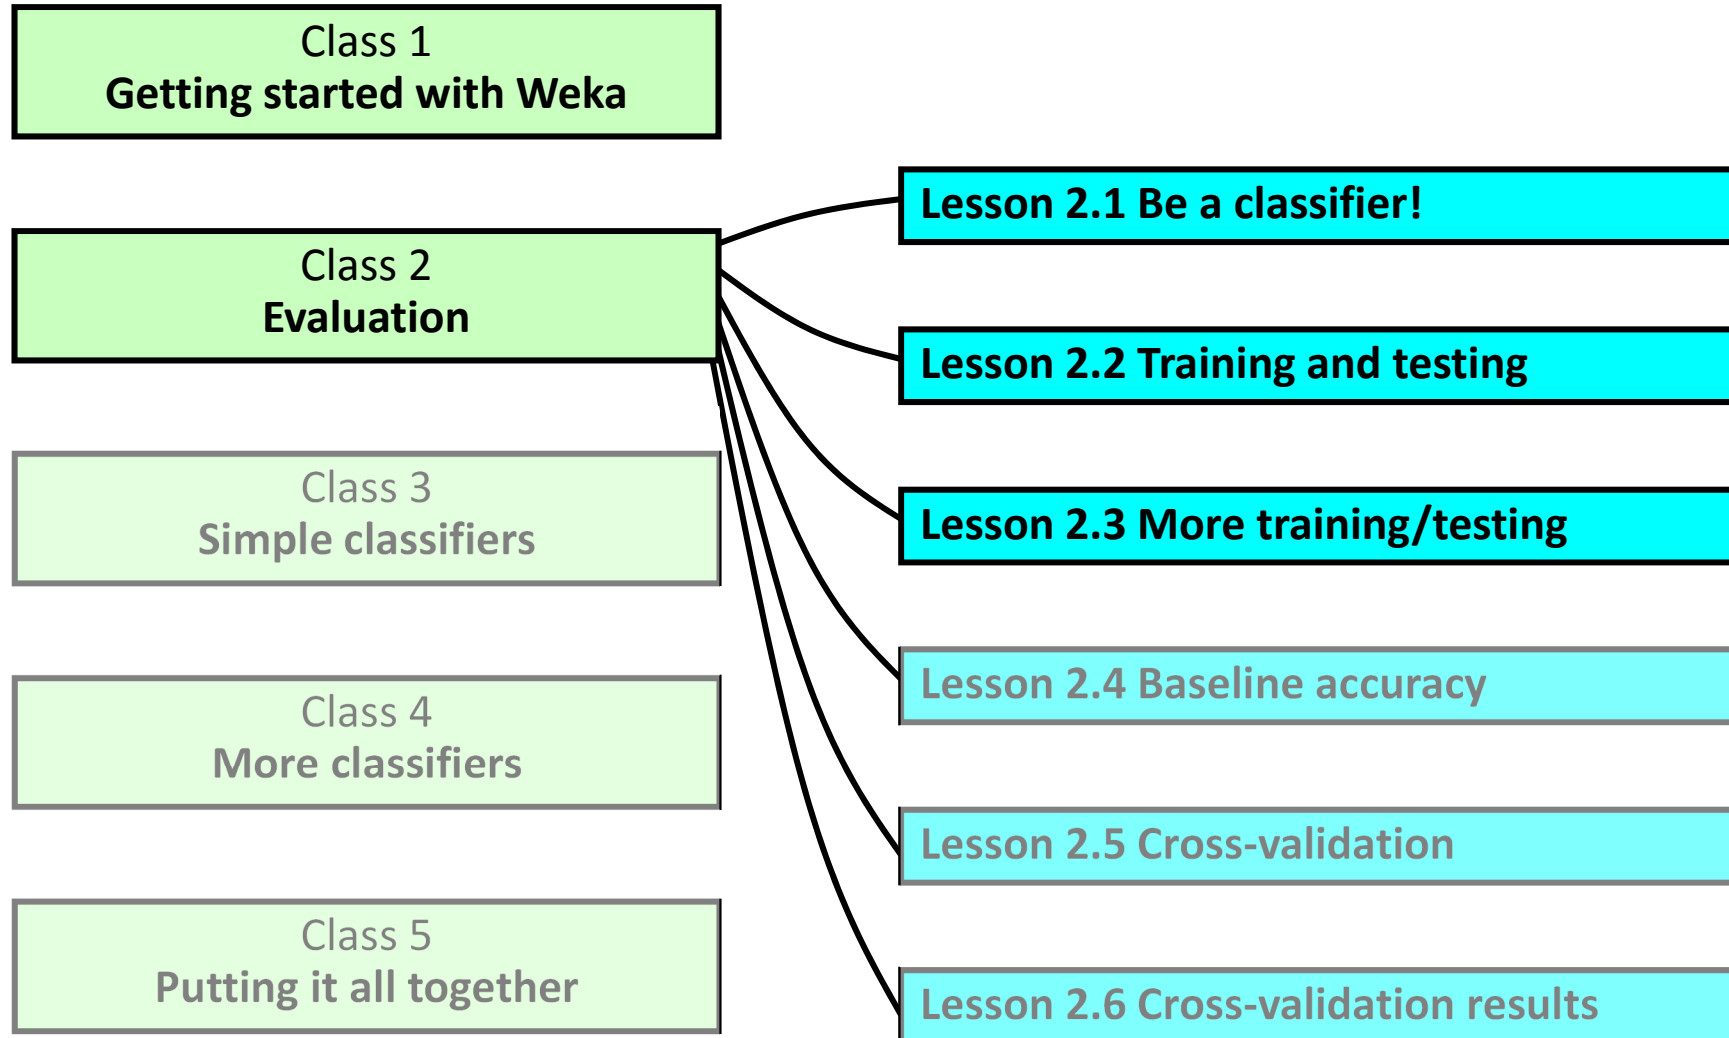 Class 1
Getting started with Weka
Class 2
Evaluation
Class 3
Simple classifiers
Class 4
More classifiers
Class 5
Putting it all together
Lesson 2.1 Be a classifier!
Lesson 2.2 Training and testing
Lesson 2.3 More training/testing
Lesson 2.4 Baseline accuracy
Lesson 2.5 Cross-validation
Lesson 2.6 Cross-validation results